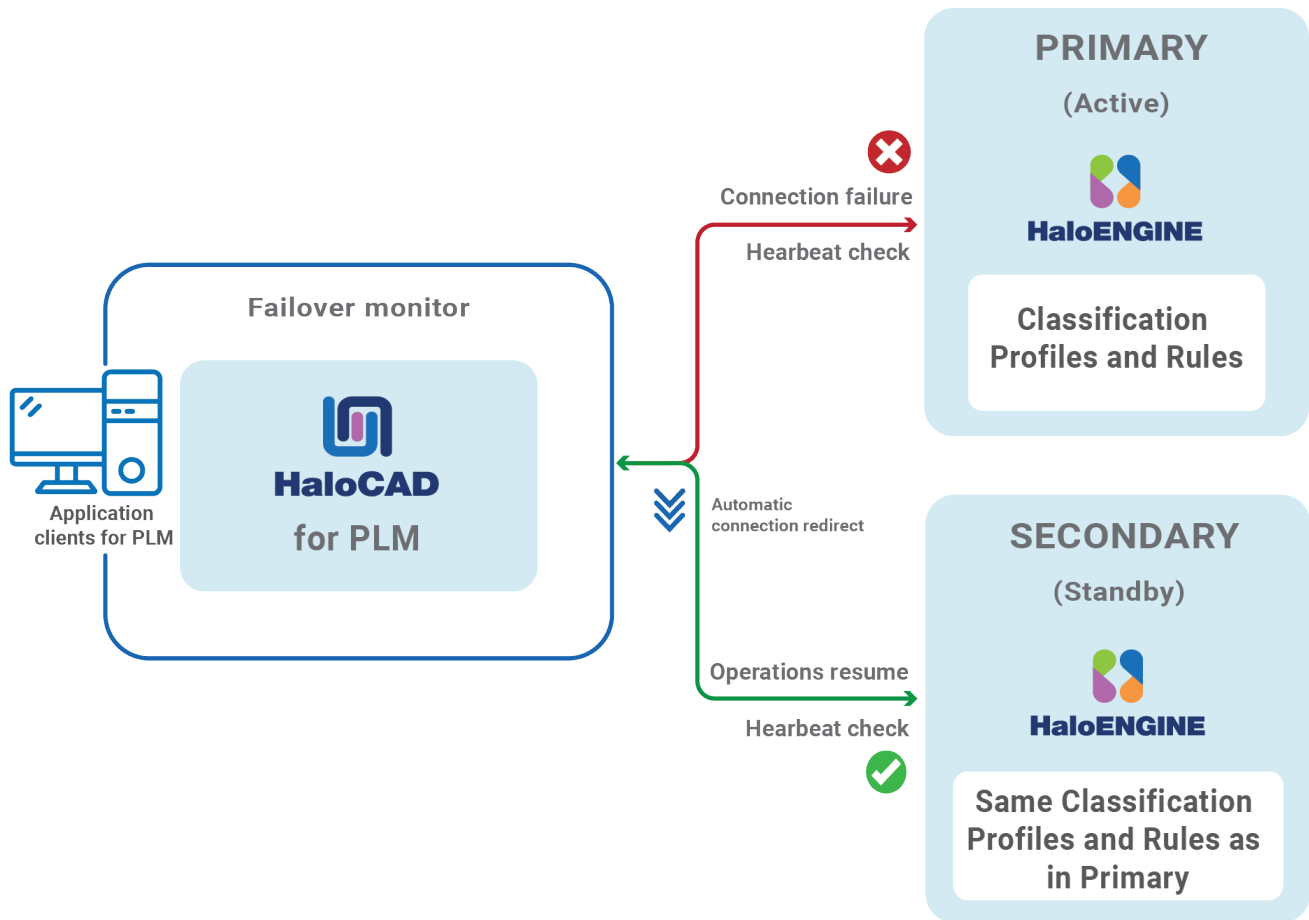 PRIMARY
(Active)
HaloENGINE
Classification
Profiles and Rules
Connection failure
Hearbeat check
Failover monitor
HaloCAD
for PLM
Application
clients for PLM
Automatic
connection redirect
Operations resume
Hearbeat check
SECONDARY
(Standby)
HaloENGINE
Same Classification
Profiles and Rules as
in Primary